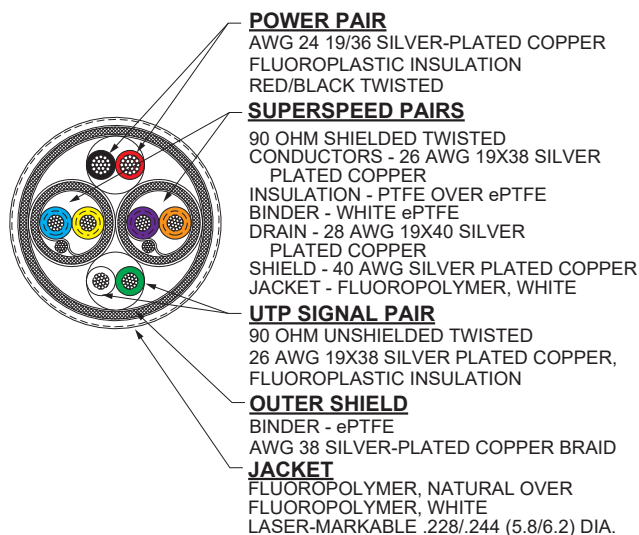 POWER PAIR
AWG 24 19/36 SILVER-PLATED COPPER
FLUOROPLASTIC INSULATION
RED/BLACK TWISTED
SUPERSPEED PAIRS
90 OHM SHIELDED TWISTED
CONDUCTORS - 26 AWG 19X38 SILVER
PLATED COPPER
INSULATION - PTFE OVER ePTFE
BINDER - WHITE ePTFE
DRAIN - 28 AWG 19X40 SILVER
PLATED COPPER
SHIELD - 40 AWG SILVER PLATED COPPER
JACKET - FLUOROPOLYMER, WHITE
UTP SIGNAL PAIR
90 OHM UNSHIELDED TWISTED
26 AWG 19X38 SILVER PLATED COPPER,
FLUOROPLASTIC INSULATION
OUTER SHIELD
BINDER - ePTFE
AWG 38 SILVER-PLATED COPPER BRAID
JACKET
FLUOROPOLYMER, NATURAL OVER
FLUOROPOLYMER, WHITE
LASER-MARKABLE .228/.244 (5.8/6.2) DIA.